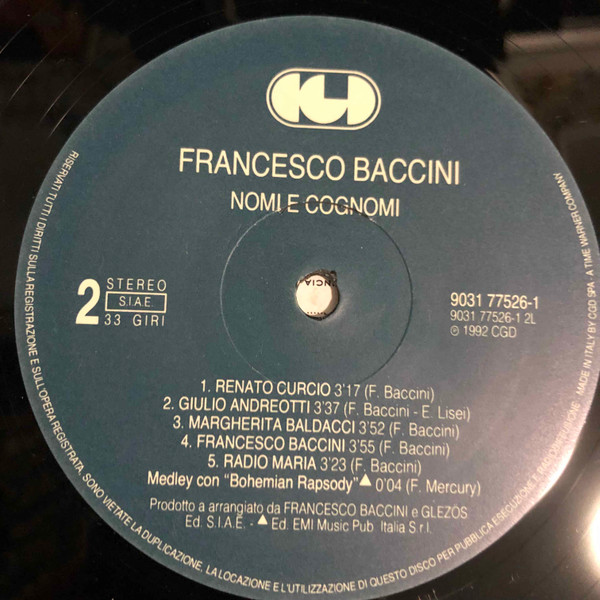 CGD
FRANCESCO BACCINI
NOMI E COGNOMI
2
STEREO
S.I.A.E.
33 GIRI
9031 77526-1
9031 77526-1 2L
℗ 1992 CGD
1. RENATO CURCIO 3'17 (F. Baccini)
2. GIULIO ANDREOTTI 3'37 (F. Baccini - E. Lisei)
3. MARGHERITA BALDACCI 3'52 (F. Baccini)
4. FRANCESCO BACCINI 3'55 (F. Baccini)
5. RADIO MARIA 3'23 (F. Baccini)
Medley con "Bohemian Rapsody" ▲ 0'04 (F. Mercury)
Prodotto a arrangiato da FRANCESCO BACCINI e GLEZÖS
Ed. S.I.A.E. - ▲ Ed. EMI Music Pub Italia S.r.l.
RISERVATI TUTTI I DIRITTI SULLA REGISTRAZIONE E SULL'OPERA REGISTRATA. SONO VIETATE LA DUPLICAZIONE, LA LOCAZIONE E L'UTILIZZAZIONE DI QUESTO DISCO PER PUBBLICA ESECUZIONE E RADIODIFFUSIONE - MADE IN ITALY BY CGD SPA - A TIME WARNER COMPANY